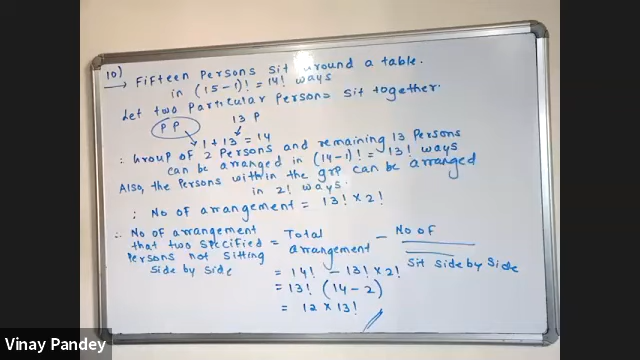 10)
→ Fifteen Persons sit around a table.
in (15-1)! = 14! ways
Let two particular Persons sit together.
P P 13 P
1 + 13 = 14
∴ Group of 2 Persons and remaining 13 Persons
can be arranged in (14-1)! = 13! ways
Also, the Persons within the grp can be arranged
in 2! ways.
∴ No of arrangement = 13! × 2!
∴ No of arrangement
that two specified
Persons not sitting
side by side
= Total
arrangement
- No of
sit side by side
= 14! - 13! × 2!
= 13! (14 - 2)
= 12 × 13!
Vinay Pandey